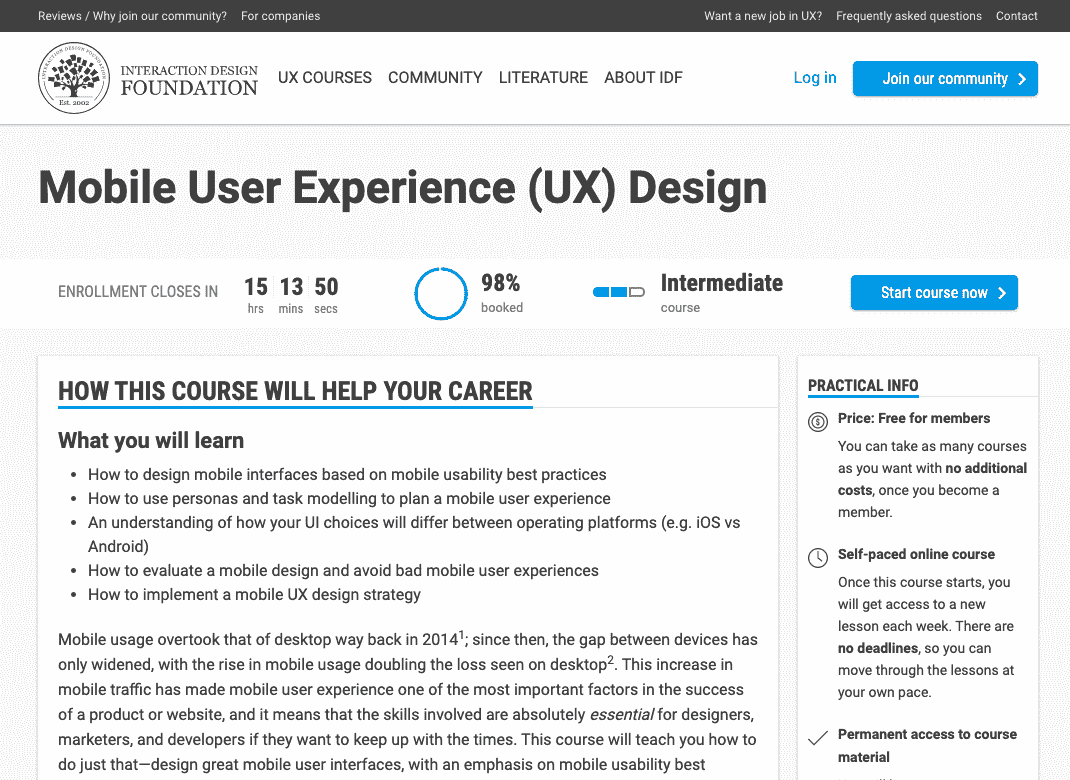 Reviews / Why join our community? For companies Want a new job in UX? Frequently asked questions Contact
INTERACTION DESIGN FOUNDATION
Est. 2002
INTERACTION DESIGN
FOUNDATION
UX COURSES COMMUNITY LITERATURE ABOUT IDF Log in Join our community
Mobile User Experience (UX) Design
ENROLLMENT CLOSES IN 15 hrs 13 mins 50 secs
98% booked
Intermediate course
Start course now
HOW THIS COURSE WILL HELP YOUR CAREER
What you will learn
• How to design mobile interfaces based on mobile usability best practices
• How to use personas and task modelling to plan a mobile user experience
• An understanding of how your UI choices will differ between operating platforms (e.g. iOS vs
Android)
• How to evaluate a mobile design and avoid bad mobile user experiences
• How to implement a mobile UX design strategy
Mobile usage overtook that of desktop way back in 2014¹; since then, the gap between devices has
only widened, with the rise in mobile usage doubling the loss seen on desktop². This increase in
mobile traffic has made mobile user experience one of the most important factors in the success
of a product or website, and it means that the skills involved are absolutely essential for designers,
marketers, and developers if they want to keep up with the times. This course will teach you how to
do just that—design great mobile user interfaces, with an emphasis on mobile usability best
PRACTICAL INFO
Price: Free for members
You can take as many courses
as you want with no additional
costs, once you become a
member.
Self-paced online course
Once this course starts, you
will get access to a new
lesson each week. There are
no deadlines, so you can
move through the lessons at
your own pace.
Permanent access to course
material